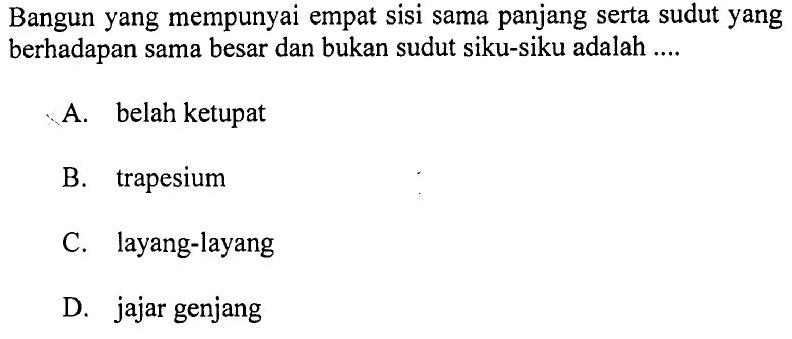 Bangun yang mempunyai empat sisi sama panjang serta sudut yang
berhadapan sama besar dan bukan sudut siku-siku adalah ....
A. belah ketupat
B. trapesium
C. layang-layang
D. jajar genjang